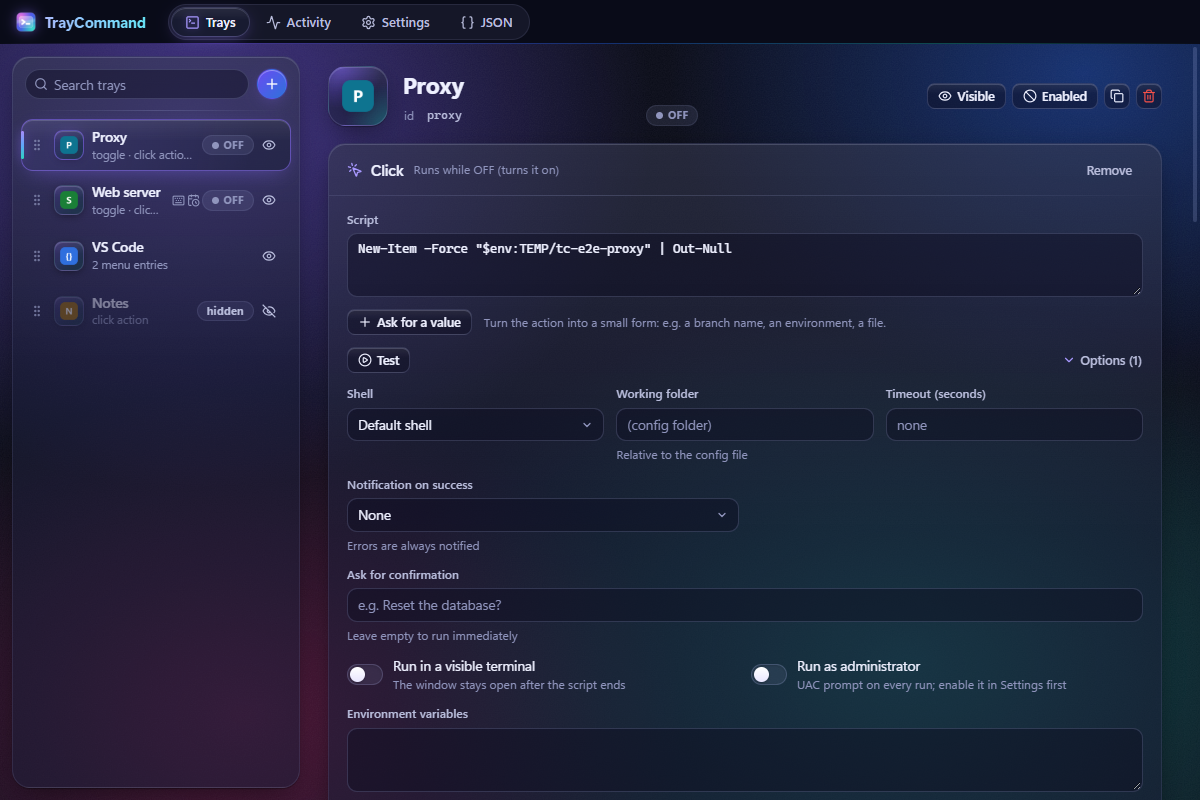 TrayCommand
Trays
Activity
Settings
{ } JSON
Search trays
P
Proxy
toggle · click actio...
OFF
S
Web server
toggle · clic...
OFF
{}
VS Code
2 menu entries
N
Notes
click action
hidden
P
Proxy
id proxy
OFF
Visible
Enabled
Click Runs while OFF (turns it on)
Remove
Script
New-Item -Force "$env:TEMP/tc-e2e-proxy" | Out-Null
Ask for a value
Turn the action into a small form: e.g. a branch name, an environment, a file.
Test
Options (1)
Shell
Working folder
Timeout (seconds)
Default shell
(config folder)
none
Relative to the config file
Notification on success
None
Errors are always notified
Ask for confirmation
e.g. Reset the database?
Leave empty to run immediately
Run in a visible terminal
The window stays open after the script ends
Run as administrator
UAC prompt on every run; enable it in Settings first
Environment variables